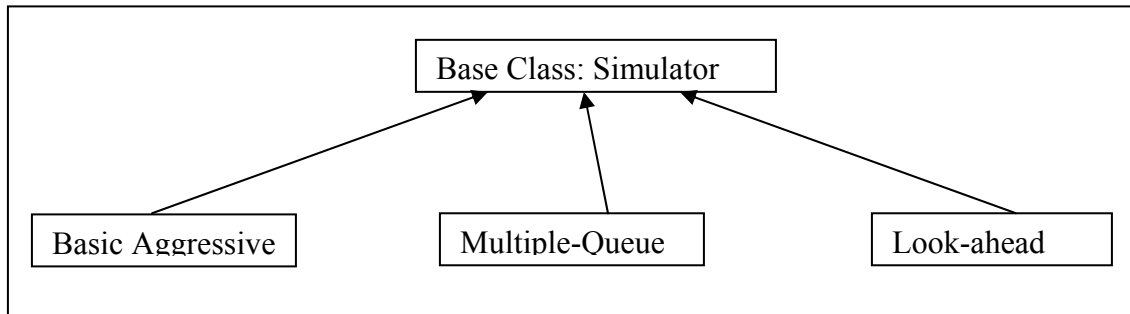 Base Class: Simulator
Basic Aggressive
Multiple-Queue
Look-ahead